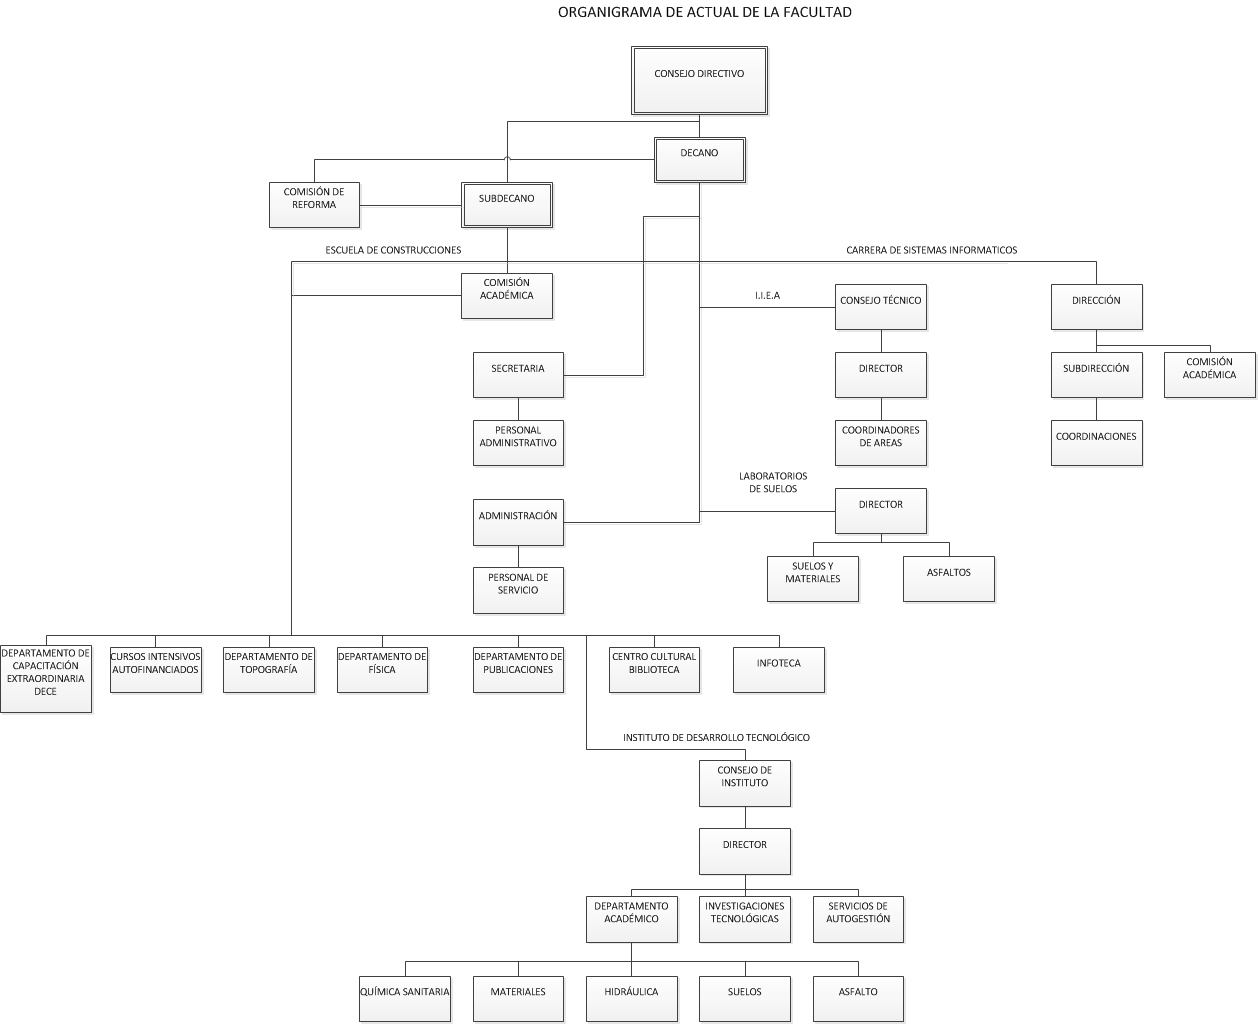 ORGANIGRAMA DE ACTUAL DE LA FACULTAD
CONSEJO DIRECTIVO
DECANO
COMISIÓN DE
REFORMA
SUBDECANO
ESCUELA DE CONSTRUCCIONES
CARRERA DE SISTEMAS INFORMATICOS
COMISIÓN
ACADÉMICA
I.I.E.A
CONSEJO TÉCNICO
DIRECCIÓN
SECRETARIA
DIRECTOR
SUBDIRECCIÓN
COMISIÓN
ACADÉMICA
PERSONAL
ADMINISTRATIVO
COORDINADORES
DE AREAS
COORDINACIONES
LABORATORIOS
DE SUELOS
DIRECTOR
ADMINISTRACIÓN
SUELOS Y
MATERIALES
ASFALTOS
PERSONAL DE
SERVICIO
DEPARTAMENTO DE
CAPACITACIÓN
EXTRAORDINARIA
DECE
CURSOS INTENSIVOS
AUTOFINANCIADOS
DEPARTAMENTO DE
TOPOGRAFÍA
DEPARTAMENTO DE
FÍSICA
DEPARTAMENTO DE
PUBLICACIONES
CENTRO CULTURAL
BIBLIOTECA
INFOTECA
INSTITUTO DE DESARROLLO TECNOLÓGICO
CONSEJO DE
INSTITUTO
DIRECTOR
DEPARTAMENTO
ACADÉMICO
INVESTIGACIONES
TECNOLÓGICAS
SERVICIOS DE
AUTOGESTIÓN
QUÍMICA SANITARIA
MATERIALES
HIDRÁULICA
SUELOS
ASFALTO